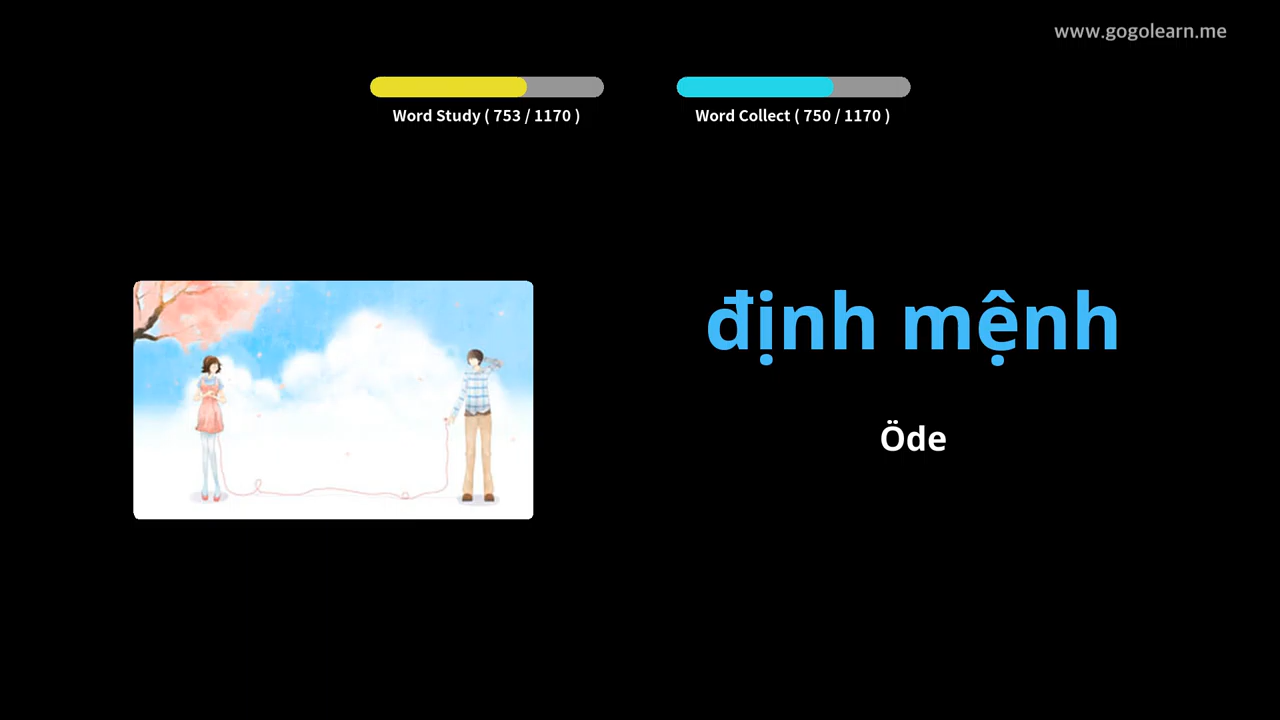 www.gogolearn.me
Word Study ( 753 / 1170 )
Word Collect ( 750 / 1170 )
định mệnh
Öde